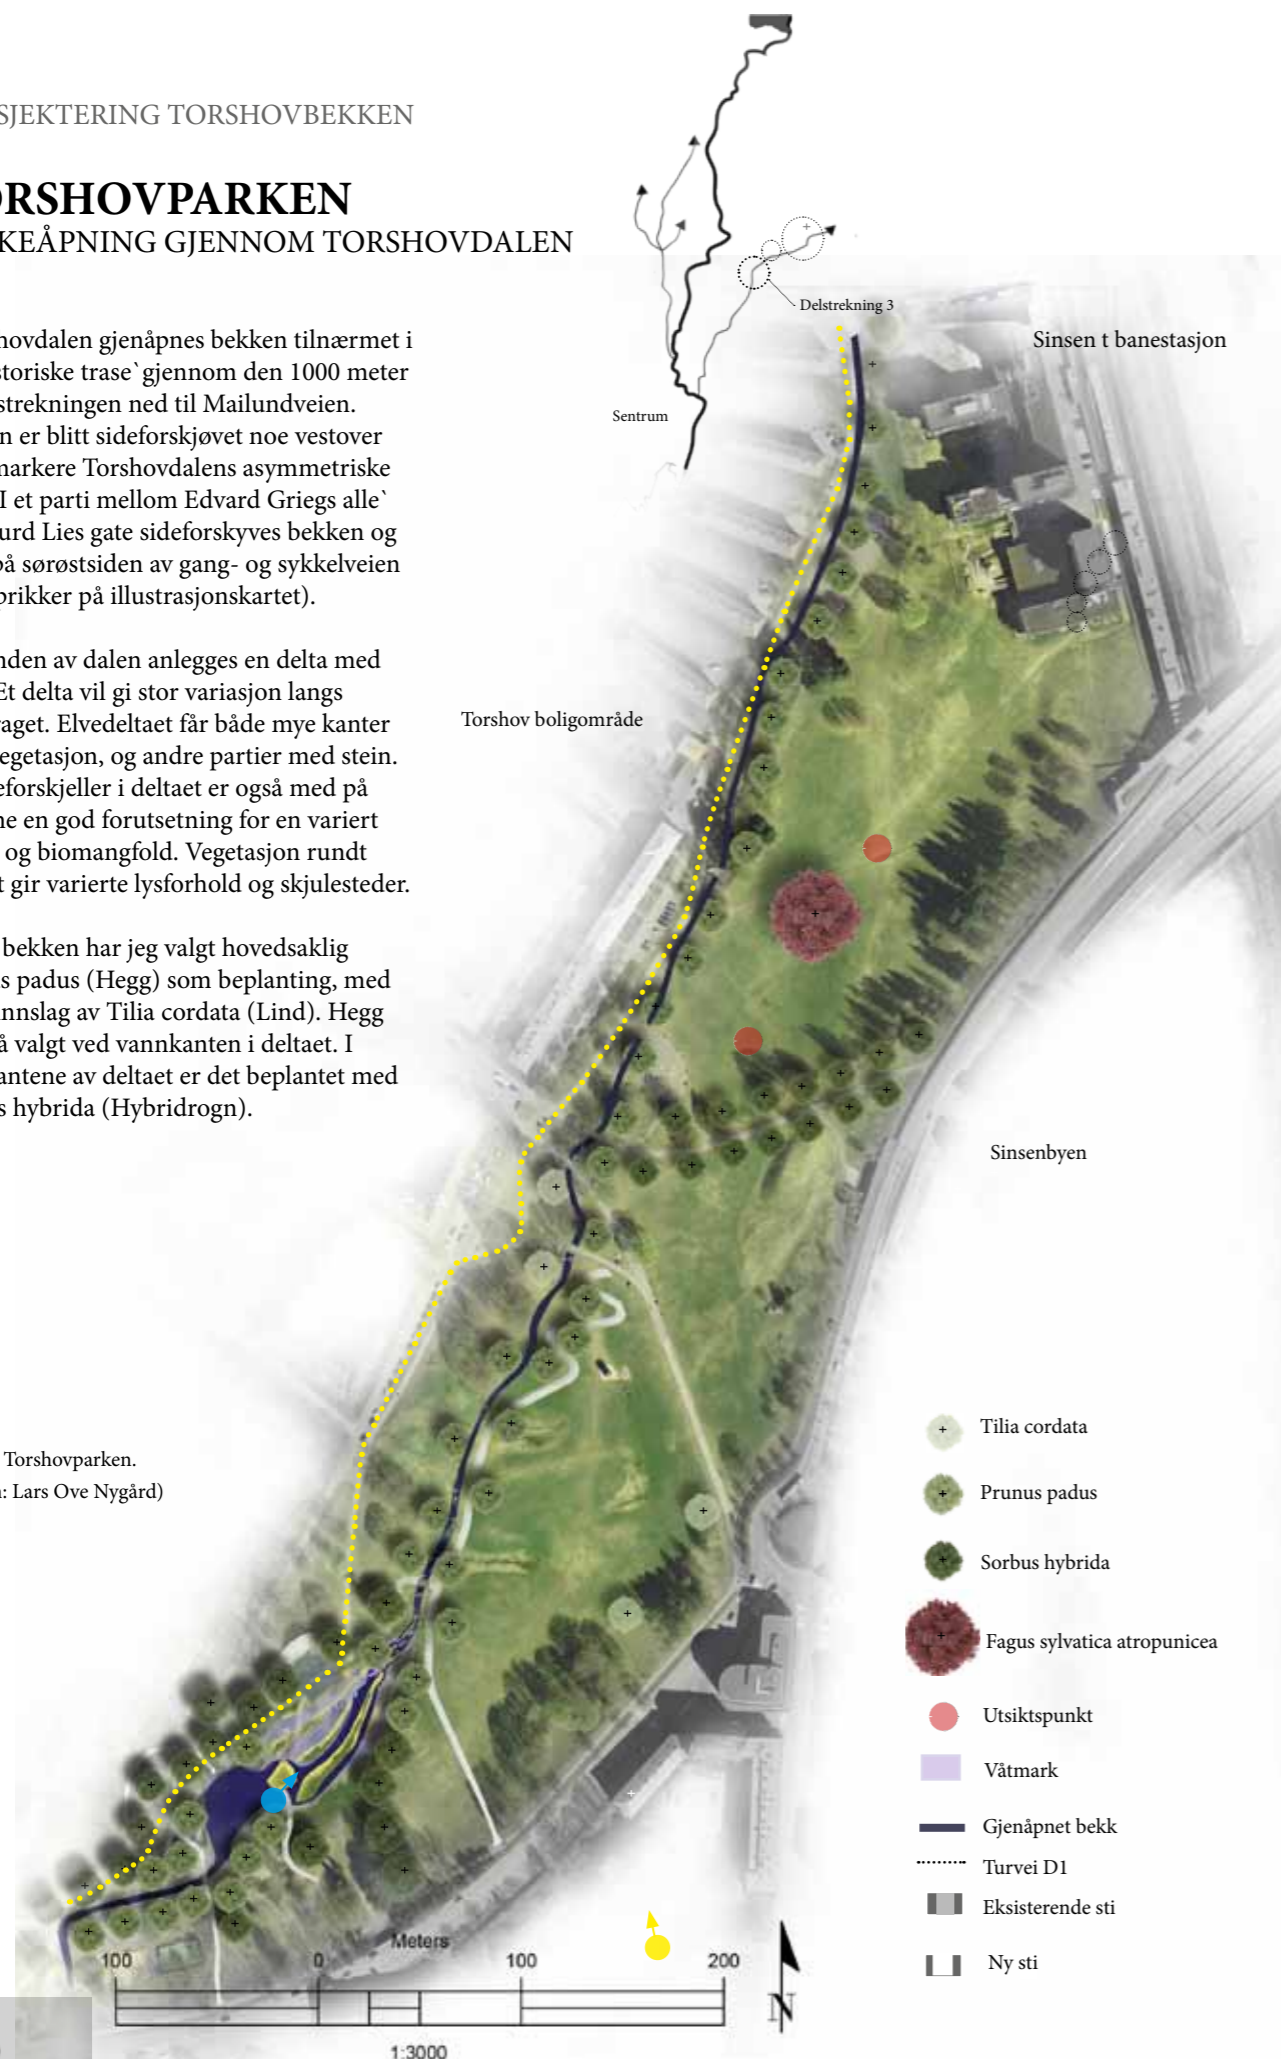 SJEKTERING TORSHOVBEKKEN
ORSHOVPARKEN
KEÅPNING GJENNOM TORSHOVDALEN
hovdalen gjenåpnes bekken tilnærmet i
storiske trase`gjennom den 1000 meter
strekningen ned til Mailundveien.
n er blitt sideforskjøvet noe vestover
markere Torshovdalens asymmetriske
I et parti mellom Edvard Griegs alle`
urd Lies gate sideforskyves bekken og
på sørøstsiden av gang- og sykkelveien
prikker på illustrasjonskartet).
nden av dalen anlegges en delta med
Et delta vil gi stor variasjon langs
raget. Elvedeltaet får både mye kanter
vegetasjon, og andre partier med stein.
eforskjeller i deltaet er også med på
ne en god forutsetning for en variert
og biomangfold. Vegetasjon rundt
t gir varierte lysforhold og skjulesteder.
bekken har jeg valgt hovedsaklig
s padus (Hegg) som beplanting, med
nnslag av Tilia cordata (Lind). Hegg
å valgt ved vannkanten i deltaet. I
antene av deltaet er det beplantet med
s hybrida (Hybridrogn).
Torshovparken.
n: Lars Ove Nygård)
Delstrekning 3
Sentrum
Sinsen t banestasjon
Torshov boligområde
Sinsenbyen
Tilia cordata
Prunus padus
Sorbus hybrida
Fagus sylvatica atropunicea
Utsiktspunkt
Våtmark
Gjenåpnet bekk
Turvei D1
Eksisterende sti
Ny sti
Meters
100 0 100 200
N
1:3000